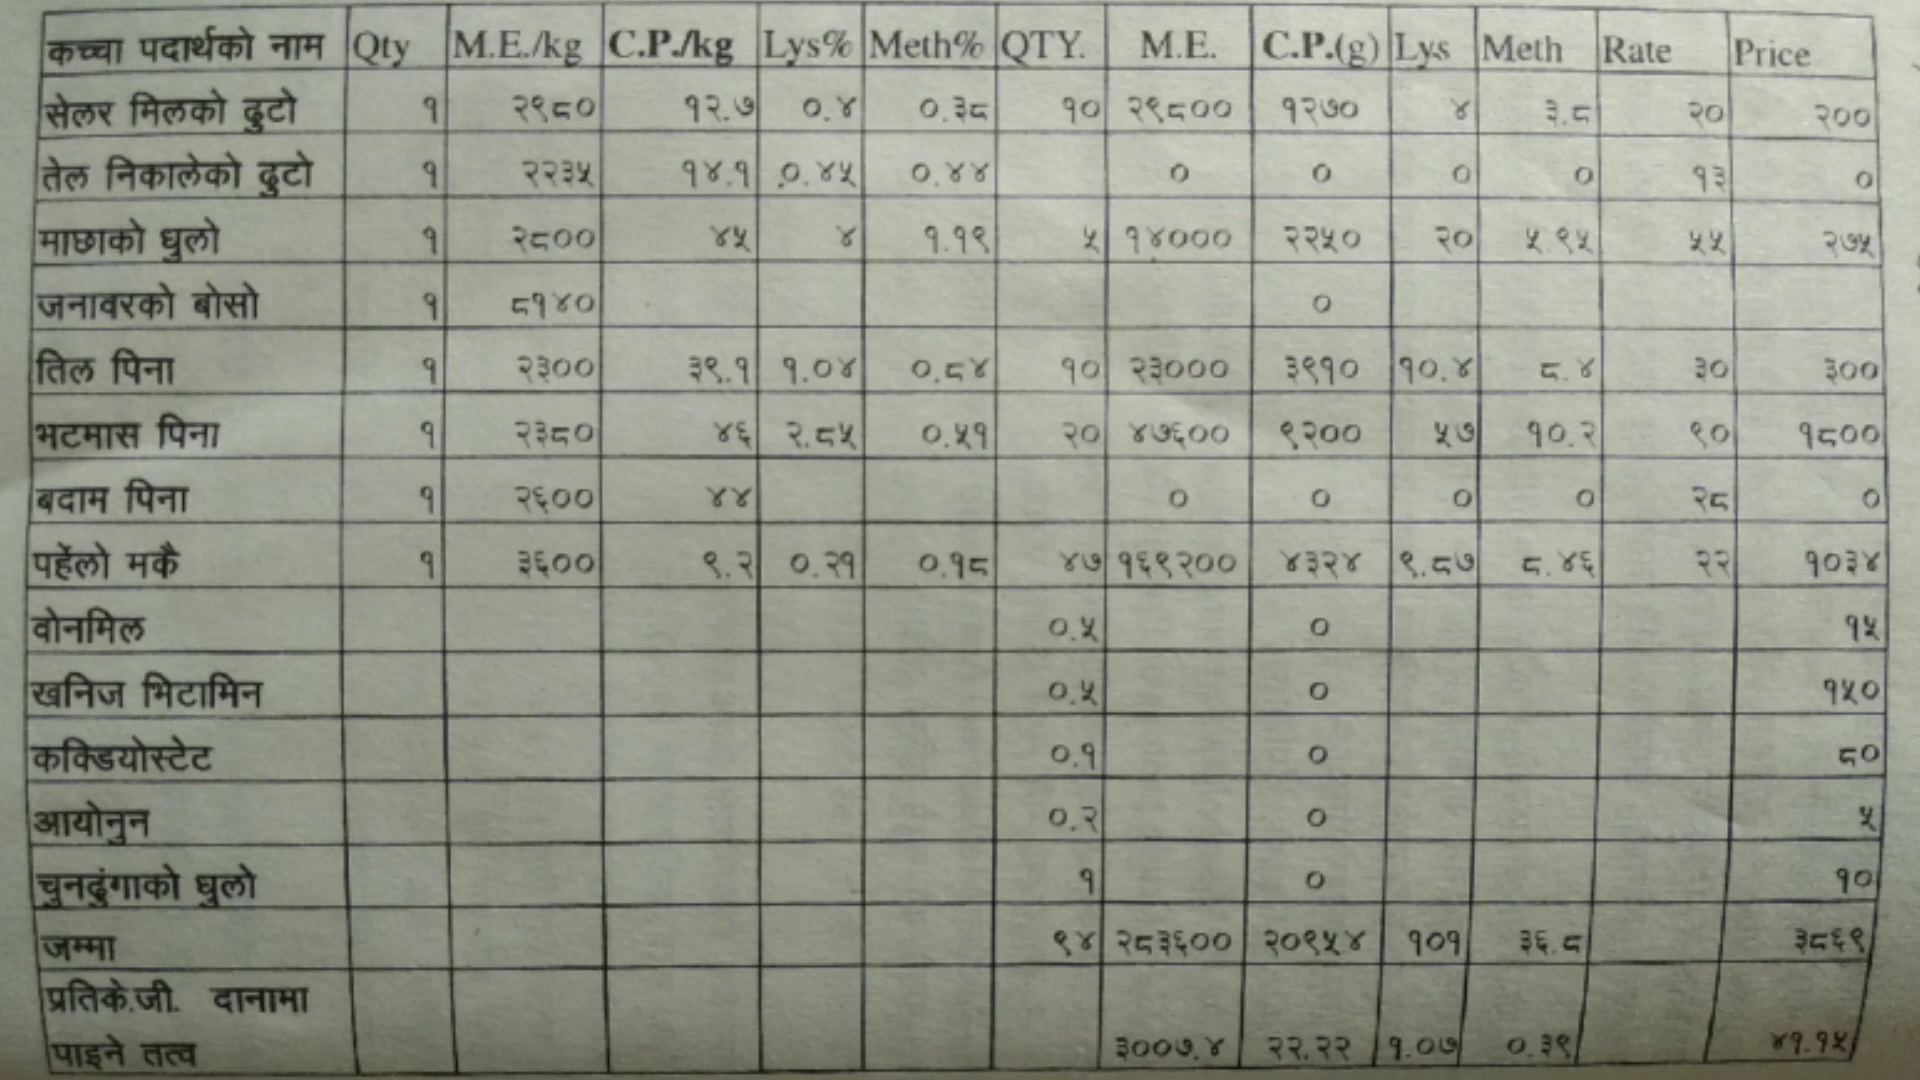 कच्चा पदार्थको नाम Qty M.E./kg C.P./kg Lys% Meth% QTY. M.E. C.P.(g) Lys Meth Rate Price
सेलर मिलको ढुटो १ २९८० १२.७ ०.४ ०.३८ १० २९८०० १२७० ४ ३.८ २० २००
तेल निकालेको ढुटो १ २२३५ १४.१ ०.४५ ०.४४ ० ० ० ० १३ ०
माछाको धुलो १ २८०० ४५ ४ १.१९ ५ १४००० २२५० २० ५.९५ ५५ २७५
जनावरको बोसो १ ८१४० ०
तिल पिना १ २३०० ३९.१ १.०४ ०.८४ १० २३००० ३९१० १०.४ ८.४ ३० ३००
भटमास पिना १ २३८० ४६ २.८५ ०.५१ २० ४७६०० ९२०० ५७ १०.२ ९० १८००
बदाम पिना १ २६०० ४४ ० ० ० ० २८ ०
पहेंलो मकै १ ३६०० ९.२ ०.२१ ०.१८ ४७ १६९२०० ४३२४ ९.८७ ८.४६ २२ १०३४
वोनमिल ०.५ ० १५
खनिज भिटामिन ०.५ ० १५०
कक्डियोस्टेट ०.१ ० ८०
आयोनुन ०.२ ० ५
चुनढुंगाको धुलो १ ० १०
जम्मा ९४ २८३६०० २०९५४ १०१ ३६.८ ३८६९
प्रतिके.जी. दानामा
पाइने तत्व ३००७.४ २२.२२ १.०७ ०.३९ ४१.१५